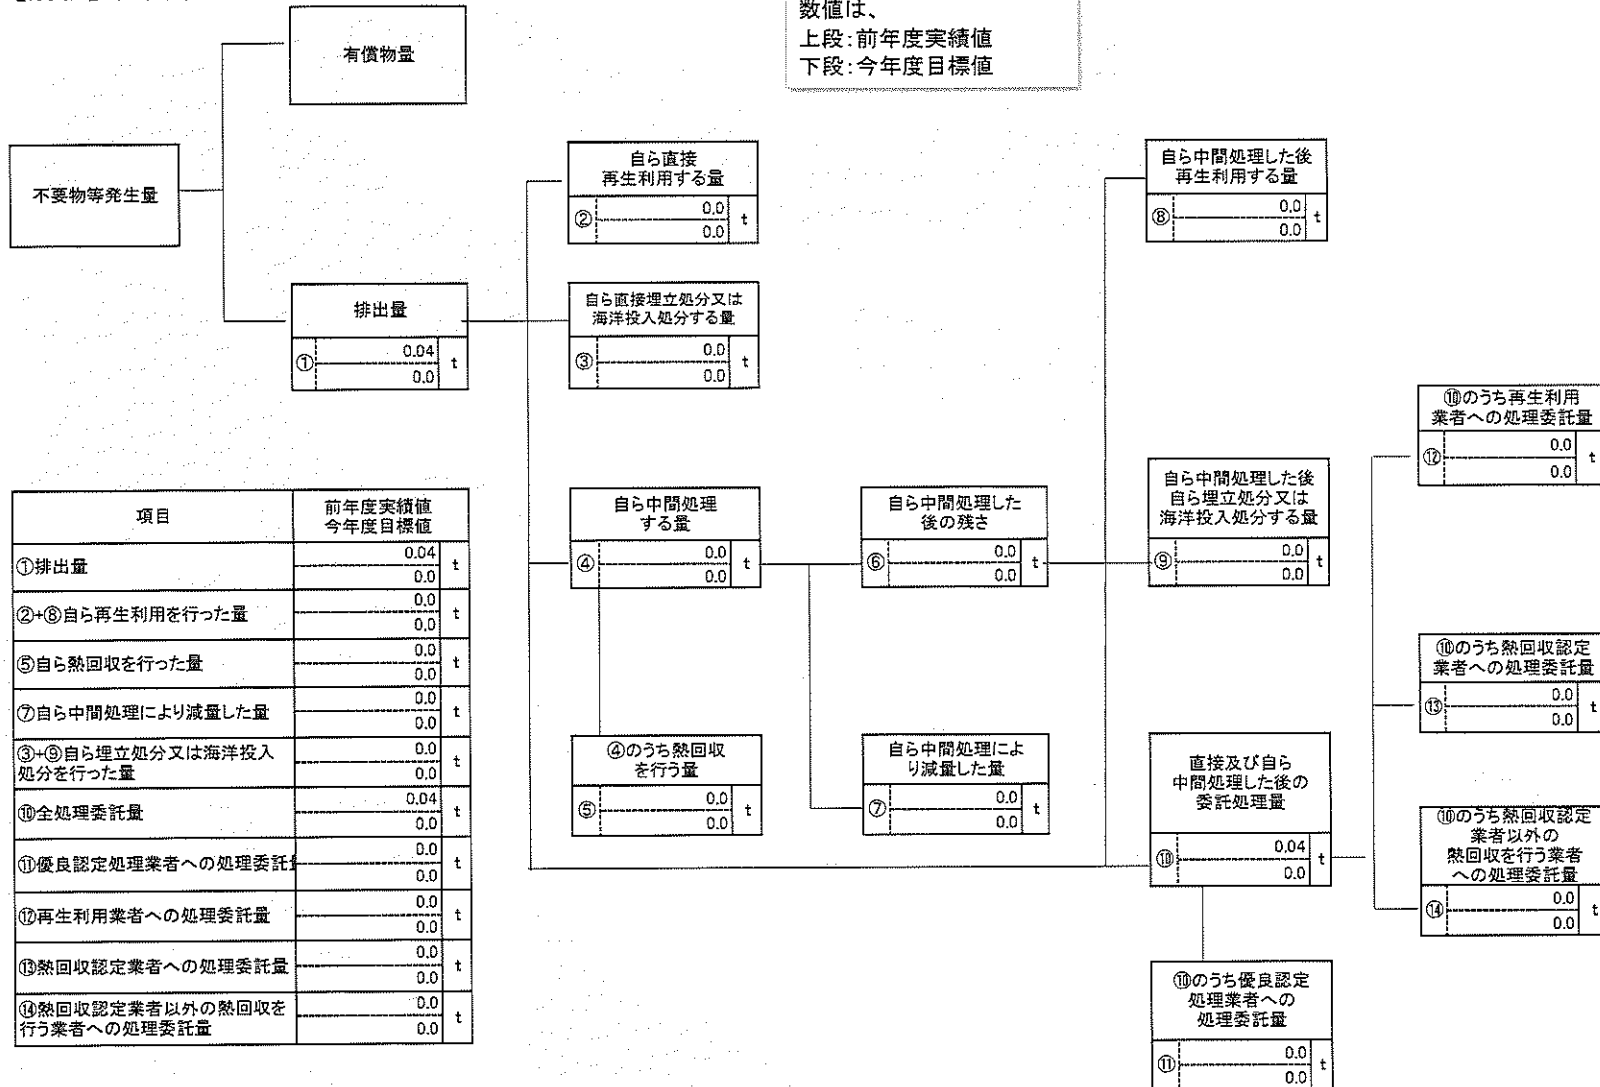 数値は、
上段：前年度実績値
下段：今年度目標値
有償物量
不要物等発生量
排出量
① 0.04 t
0.0
自ら直接
再生利用する量
② 0.0 t
0.0
自ら直接埋立処分又は
海洋投入処分する量
③ 0.0 t
0.0
自ら中間処理
する量
④ 0.0 t
0.0
④のうち熱回収
を行う量
⑤ 0.0 t
0.0
自ら中間処理した
後の残さ
⑥ 0.0 t
0.0
自ら中間処理によ
り減量した量
⑦ 0.0 t
0.0
自ら中間処理した後
再生利用する量
⑧ 0.0 t
0.0
自ら中間処理した後
自ら埋立処分又は
海洋投入処分する量
⑨ 0.0 t
0.0
直接及び自ら
中間処理した後の
委託処理量
⑩ 0.04 t
0.0
⑩のうち優良認定
処理業者への
処理委託量
⑪ 0.0 t
0.0
⑩のうち再生利用
業者への処理委託量
⑫ 0.0 t
0.0
⑩のうち熱回収認定
業者への処理委託量
⑬ 0.0 t
0.0
⑩のうち熱回収認定
業者以外の
熱回収を行う業者
への処理委託量
⑭ 0.0 t
0.0
項目 前年度実績値
今年度目標値
①排出量 0.04 t
0.0
②+⑧自ら再生利用を行った量 0.0 t
0.0
⑤自ら熱回収を行った量 0.0 t
0.0
⑦自ら中間処理により減量した量 0.0 t
0.0
③+⑨自ら埋立処分又は海洋投入
処分を行った量 0.0 t
0.0
⑩全処理委託量 0.04 t
0.0
⑪優良認定処理業者への処理委託 0.0 t
0.0
⑫再生利用業者への処理委託量 0.0 t
0.0
⑬熱回収認定業者への処理委託量 0.0 t
0.0
⑭熱回収認定業者以外の熱回収を
行う業者への処理委託量 0.0 t
0.0